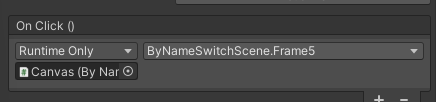 On Click ()
Runtime Only ByNameSwitchScene.Frame5
# Canvas (By Nar
+ −